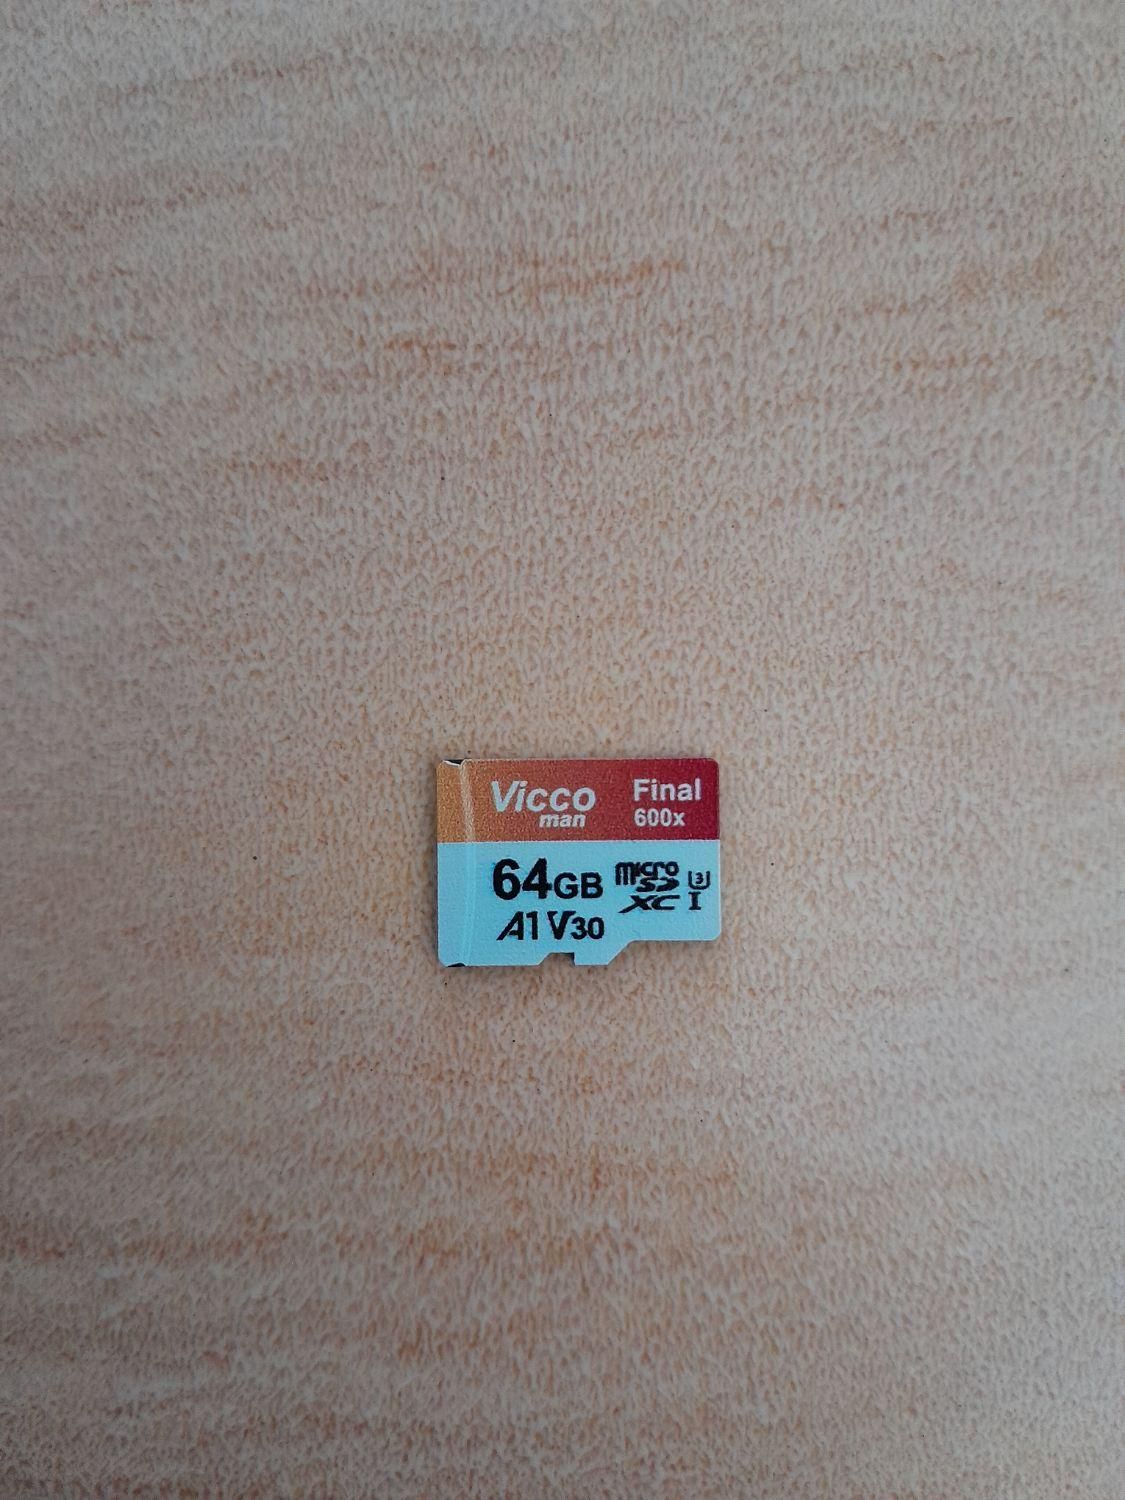 Vicco
man
Final
600x
64GB
A1 V30
micro
SD
XC
3
I